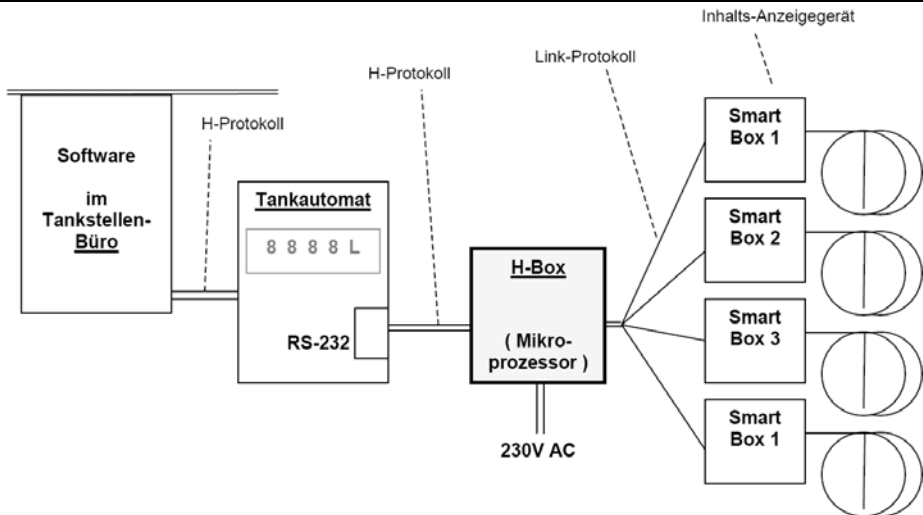 Inhalts-Anzeigegerät
Link-Protokoll
H-Protokoll
H-Protokoll
Software
im
Tankstellen-
Büro
Tankautomat
8 8 8 8 L
RS-232
H-Box
( Mikro-
prozessor )
230V AC
Smart
Box 1
Smart
Box 2
Smart
Box 3
Smart
Box 1